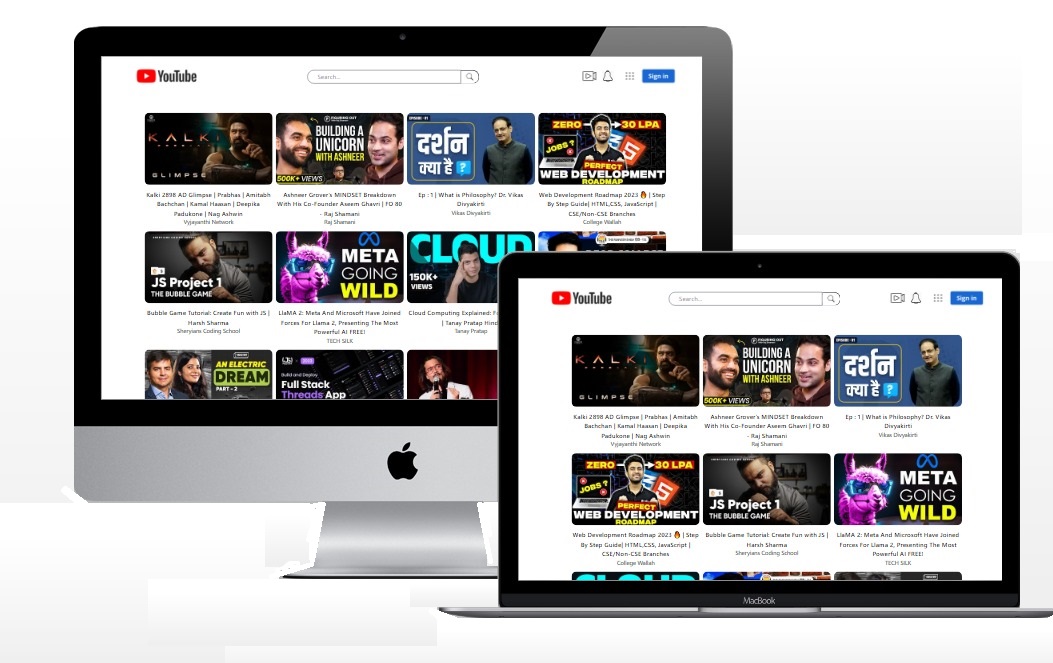 YouTube
Search...
Sign in
KALKI
GLIMPSE
FIGURING OUT
BUILDING A
UNICORN
WITH ASHNEER
500K+ VIEWS
EPISODE - 01
दर्शन
क्या है ?
ZERO → 30 LPA
JOBS ?
5
PERFECT
WEB DEVELOPMENT
ROADMAP
Kalki 2898 AD Glimpse | Prabhas | Amitabh
Bachchan | Kamal Haasan | Deepika
Padukone | Nag Ashwin
Vyjayanthi Network
Ashneer Grover's MINDSET Breakdown
With His Co-Founder Aseem Ghavri | FO 80
- Raj Shamani
Raj Shamani
Ep : 1 | What is Philosophy? Dr. Vikas
Divyakirti
Vikas Divyakirti
Web Development Roadmap 2023 🔥 | Step
By Step Guide| HTML,CSS, JavaScript |
CSE/Non-CSE Branches
College Wallah
JS Project 1
THE BUBBLE GAME
META
GOING
WILD
CLOUD
150K+
VIEWS
Bubble Game Tutorial: Create Fun with JS |
Harsh Sharma
Sheryians Coding School
LlaMA 2: Meta And Microsoft Have Joined
Forces For Llama 2, Presenting The Most
Powerful AI FREE!
TECH SILK
Cloud Computing Explained: F
| Tanay Pratap Hind
Tanay Pratap
AN ELECTRIC
DREAM
PART - 2
Build and Deploy
Full Stack
Threads App
YouTube
Search...
Sign in
KALKI
GLIMPSE
FIGURING OUT
BUILDING A
UNICORN
WITH ASHNEER
500K+ VIEWS
EPISODE - 01
दर्शन
क्या है ?
Kalki 2898 AD Glimpse | Prabhas | Amitabh
Bachchan | Kamal Haasan | Deepika
Padukone | Nag Ashwin
Vyjayanthi Network
Ashneer Grover's MINDSET Breakdown
With His Co-Founder Aseem Ghavri | FO 80
- Raj Shamani
Raj Shamani
Ep : 1 | What is Philosophy? Dr. Vikas
Divyakirti
Vikas Divyakirti
ZERO → 30 LPA
JOBS ?
5
PERFECT
WEB DEVELOPMENT
ROADMAP
JS Project 1
THE BUBBLE GAME
META
GOING
WILD
Web Development Roadmap 2023 🔥 | Step
By Step Guide| HTML,CSS, JavaScript |
CSE/Non-CSE Branches
College Wallah
Bubble Game Tutorial: Create Fun with JS |
Harsh Sharma
Sheryians Coding School
LlaMA 2: Meta And Microsoft Have Joined
Forces For Llama 2, Presenting The Most
Powerful AI FREE!
TECH SILK
CLOUD
MacBook